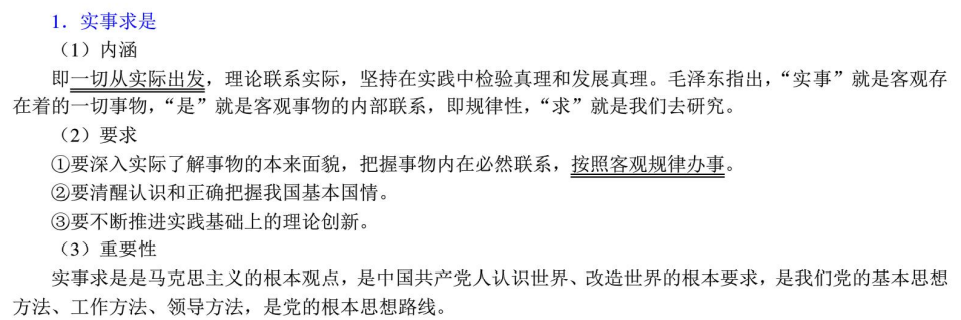 1．实事求是
（1）内涵
即一切从实际出发，理论联系实际，坚持在实践中检验真理和发展真理。毛泽东指出，“实事”就是客观存
在着的一切事物，“是”就是客观事物的内部联系，即规律性，“求”就是我们去研究。
（2）要求
①要深入实际了解事物的本来面貌，把握事物内在必然联系，按照客观规律办事。
②要清醒认识和正确把握我国基本国情。
③要不断推进实践基础上的理论创新。
（3）重要性
实事求是是马克思主义的根本观点，是中国共产党人认识世界、改造世界的根本要求，是我们党的基本思想
方法、工作方法、领导方法，是党的根本思想路线。